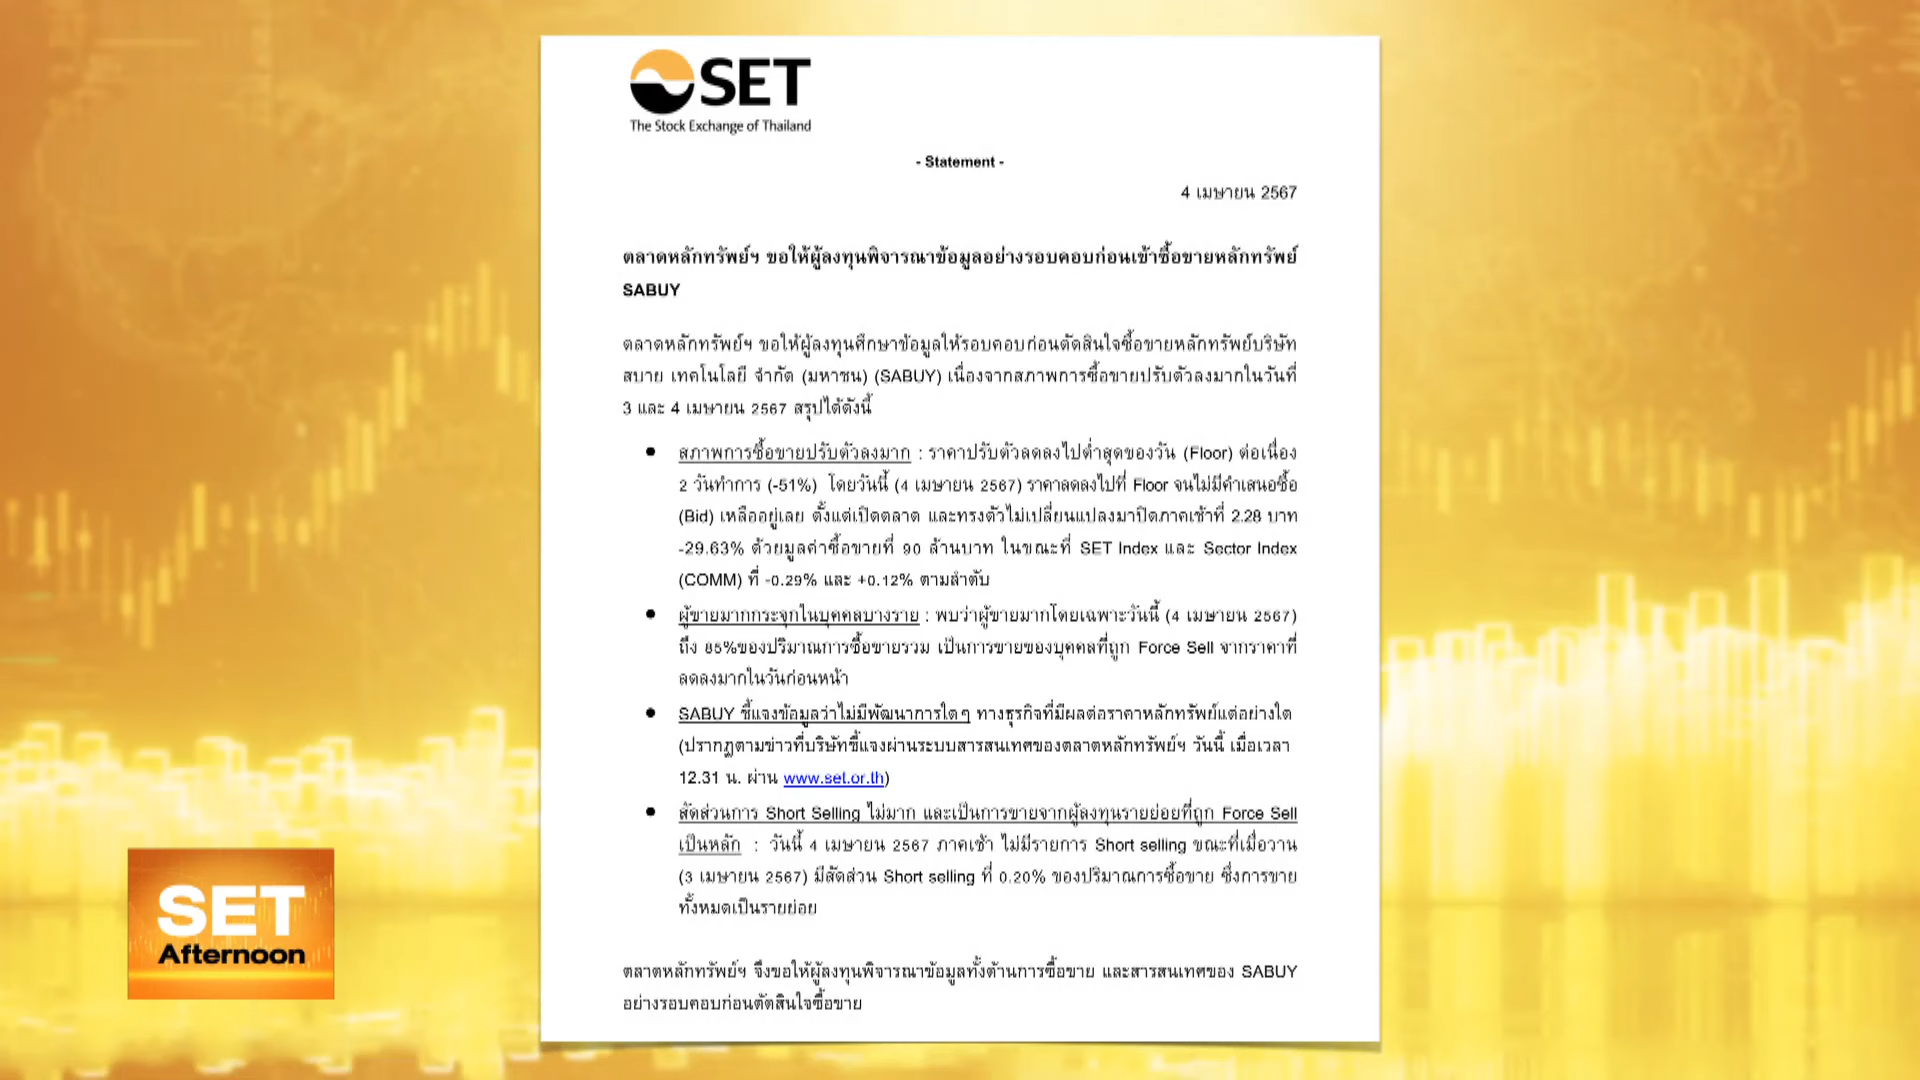 SET
The Stock Exchange of Thailand
- Statement -
4 เมษายน 2567
ตลาดหลักทรัพย์ฯ ขอให้ผู้ลงทุนพิจารณาข้อมูลอย่างรอบคอบก่อนเข้าซื้อขายหลักทรัพย์
SABUY
ตลาดหลักทรัพย์ฯ ขอให้ผู้ลงทุนศึกษาข้อมูลให้รอบคอบก่อนตัดสินใจซื้อขายหลักทรัพย์บริษัท
สบาย เทคโนโลยี จำกัด (มหาชน) (SABUY) เนื่องจากสภาพการซื้อขายปรับตัวลงมากในวันที่
3 และ 4 เมษายน 2567 สรุปได้ดังนี้
● สภาพการซื้อขายปรับตัวลงมาก : ราคาปรับตัวลดลงไปต่ำสุดของวัน (Floor) ต่อเนื่อง
2 วันทำการ (-51%) โดยวันนี้ (4 เมษายน 2567) ราคาลดลงไปที่ Floor จนไม่มีคำเสนอซื้อ
(Bid) เหลืออยู่เลย ตั้งแต่เปิดตลาด และทรงตัวไม่เปลี่ยนแปลงมาปิดภาคเช้าที่ 2.28 บาท
-29.63% ด้วยมูลค่าซื้อขายที่ 90 ล้านบาท ในขณะที่ SET Index และ Sector Index
(COMM) ที่ -0.29% และ +0.12% ตามลำดับ
● ผู้ขายมากกระจุกในบุคคลบางราย : พบว่าผู้ขายมากโดยเฉพาะวันนี้ (4 เมษายน 2567)
ถึง 85%ของปริมาณการซื้อขายรวม เป็นการขายของบุคคลที่ถูก Force Sell จากราคาที่
ลดลงมากในวันก่อนหน้า
● SABUY ชี้แจงข้อมูลว่าไม่มีพัฒนาการใดๆ ทางธุรกิจที่มีผลต่อราคาหลักทรัพย์แต่อย่างใด
(ปรากฏตามข่าวที่บริษัทชี้แจงผ่านระบบสารสนเทศของตลาดหลักทรัพย์ฯ วันนี้ เมื่อเวลา
12.31 น. ผ่าน www.set.or.th)
● สัดส่วนการ Short Selling ไม่มาก และเป็นการขายจากผู้ลงทุนรายย่อยที่ถูก Force Sell
เป็นหลัก : วันนี้ 4 เมษายน 2567 ภาคเช้า ไม่มีรายการ Short selling ขณะที่เมื่อวาน
(3 เมษายน 2567) มีสัดส่วน Short selling ที่ 0.20% ของปริมาณการซื้อขาย ซึ่งการขาย
ทั้งหมดเป็นรายย่อย
ตลาดหลักทรัพย์ฯ จึงขอให้ผู้ลงทุนพิจารณาข้อมูลทั้งด้านการซื้อขาย และสารสนเทศของ SABUY
อย่างรอบคอบก่อนตัดสินใจซื้อขาย
SET
Afternoon